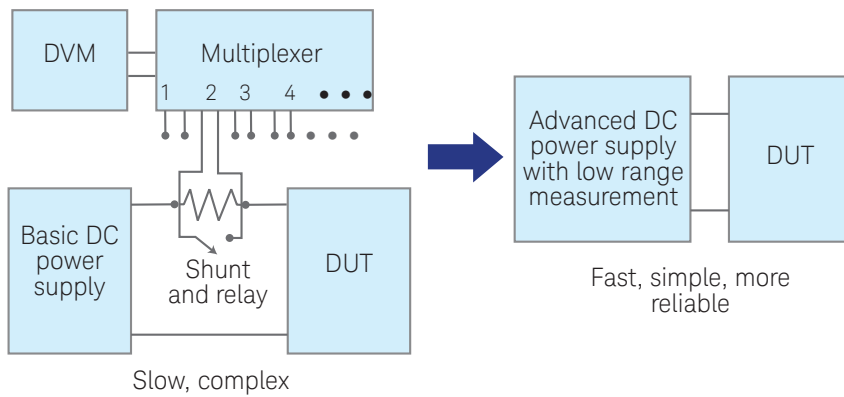 DVM
Multiplexer
1 2 3 4
Basic DC
power
supply
Shunt
and relay
DUT
Slow, complex
Advanced DC
power supply
with low range
measurement
DUT
Fast, simple, more
reliable